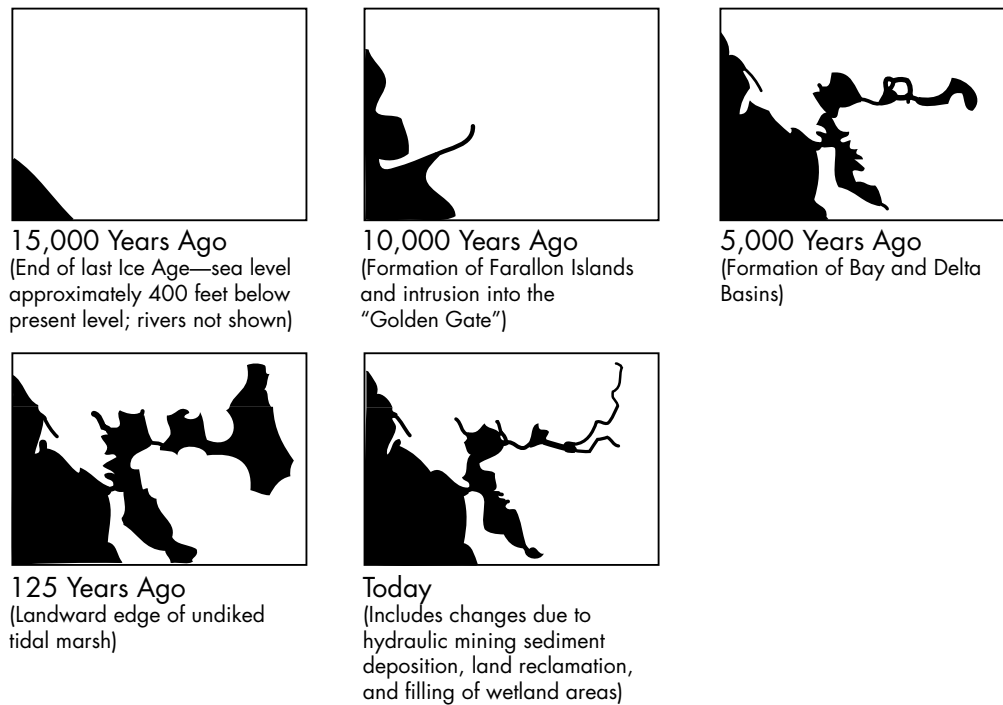 15,000 Years Ago
(End of last Ice Age—sea level
approximately 400 feet below
present level; rivers not shown)
10,000 Years Ago
(Formation of Farallon Islands
and intrusion into the
“Golden Gate”)
5,000 Years Ago
(Formation of Bay and Delta
Basins)
125 Years Ago
(Landward edge of undiked
tidal marsh)
Today
(Includes changes due to
hydraulic mining sediment
deposition, land reclamation,
and filling of wetland areas)